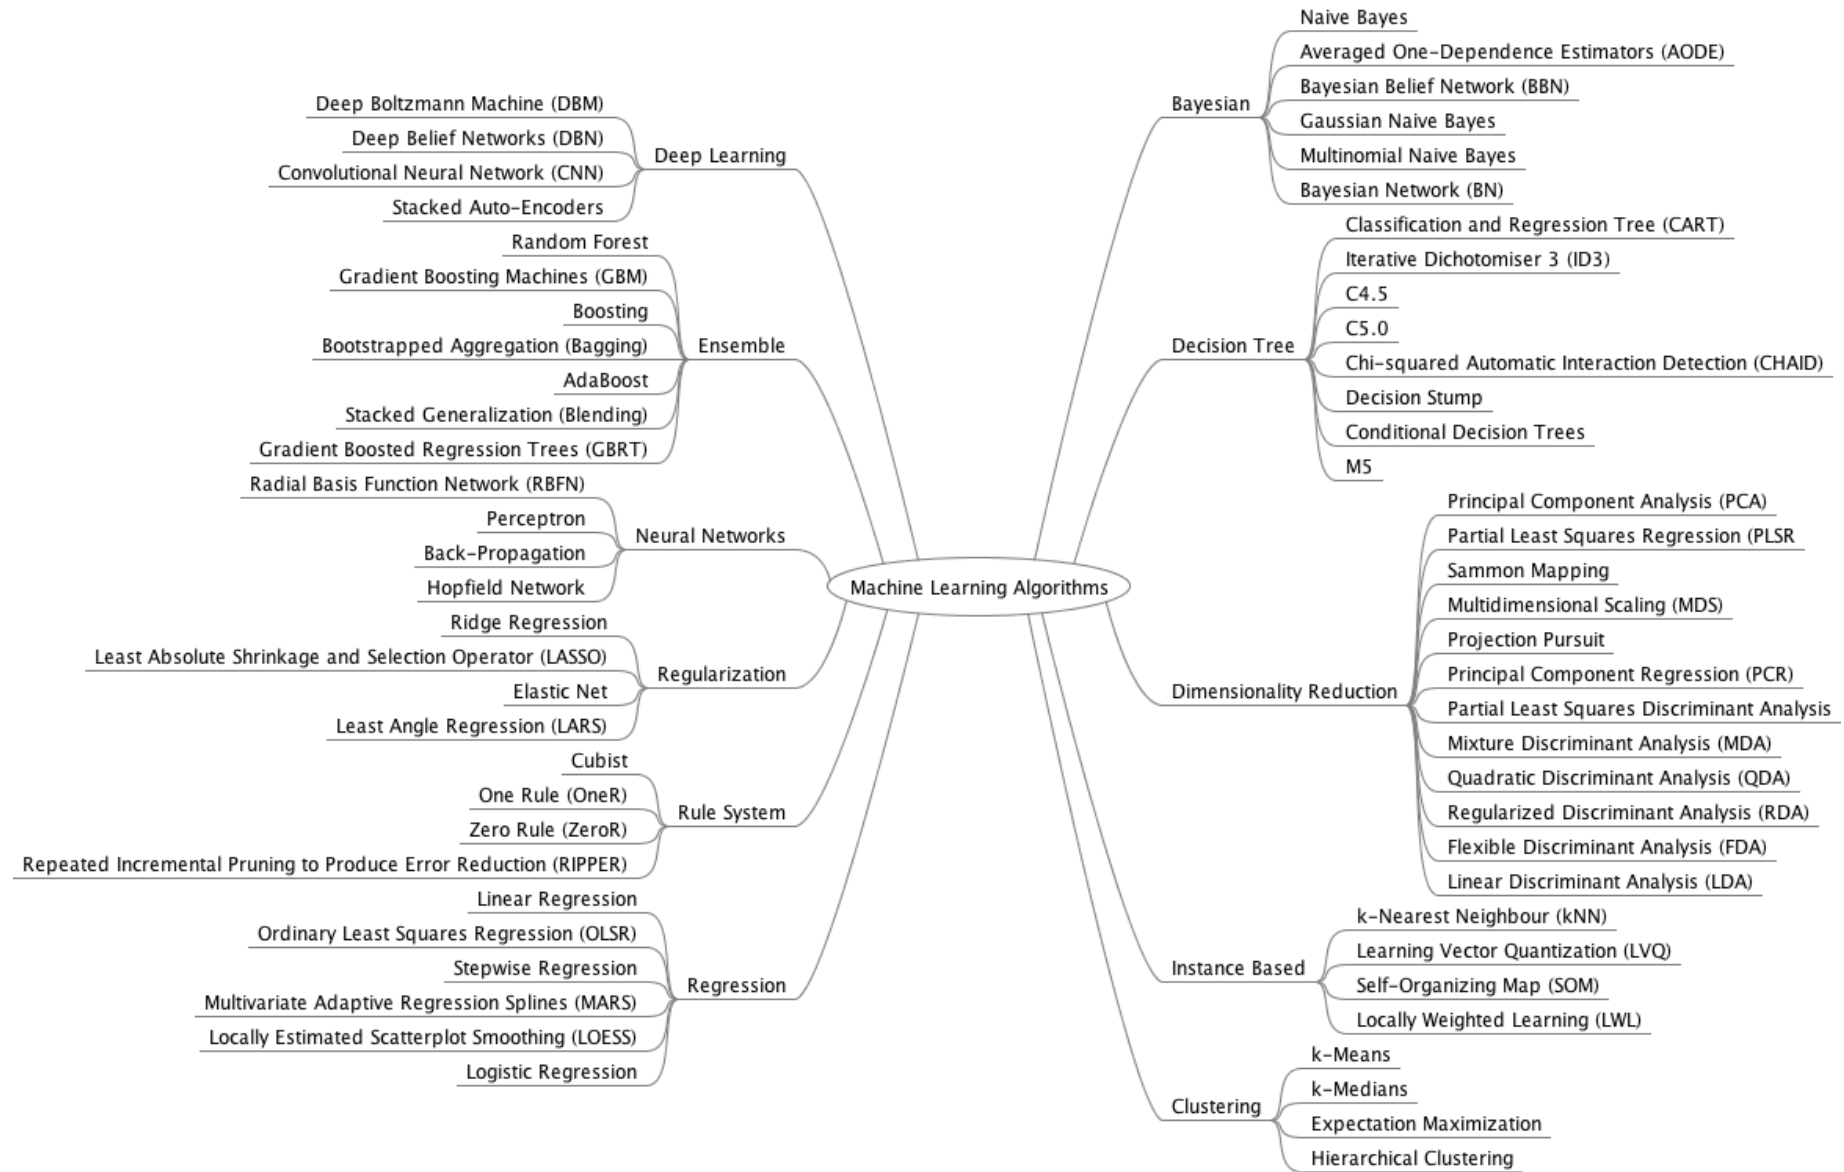 Machine Learning Algorithms
Deep Learning
Deep Boltzmann Machine (DBM)
Deep Belief Networks (DBN)
Convolutional Neural Network (CNN)
Stacked Auto-Encoders
Ensemble
Random Forest
Gradient Boosting Machines (GBM)
Boosting
Bootstrapped Aggregation (Bagging)
AdaBoost
Stacked Generalization (Blending)
Gradient Boosted Regression Trees (GBRT)
Neural Networks
Radial Basis Function Network (RBFN)
Perceptron
Back-Propagation
Hopfield Network
Regularization
Ridge Regression
Least Absolute Shrinkage and Selection Operator (LASSO)
Elastic Net
Least Angle Regression (LARS)
Rule System
Cubist
One Rule (OneR)
Zero Rule (ZeroR)
Repeated Incremental Pruning to Produce Error Reduction (RIPPER)
Regression
Linear Regression
Ordinary Least Squares Regression (OLSR)
Stepwise Regression
Multivariate Adaptive Regression Splines (MARS)
Locally Estimated Scatterplot Smoothing (LOESS)
Logistic Regression
Bayesian
Naive Bayes
Averaged One-Dependence Estimators (AODE)
Bayesian Belief Network (BBN)
Gaussian Naive Bayes
Multinomial Naive Bayes
Bayesian Network (BN)
Decision Tree
Classification and Regression Tree (CART)
Iterative Dichotomiser 3 (ID3)
C4.5
C5.0
Chi-squared Automatic Interaction Detection (CHAID)
Decision Stump
Conditional Decision Trees
M5
Dimensionality Reduction
Principal Component Analysis (PCA)
Partial Least Squares Regression (PLSR
Sammon Mapping
Multidimensional Scaling (MDS)
Projection Pursuit
Principal Component Regression (PCR)
Partial Least Squares Discriminant Analysis
Mixture Discriminant Analysis (MDA)
Quadratic Discriminant Analysis (QDA)
Regularized Discriminant Analysis (RDA)
Flexible Discriminant Analysis (FDA)
Linear Discriminant Analysis (LDA)
Instance Based
k-Nearest Neighbour (kNN)
Learning Vector Quantization (LVQ)
Self-Organizing Map (SOM)
Locally Weighted Learning (LWL)
Clustering
k-Means
k-Medians
Expectation Maximization
Hierarchical Clustering